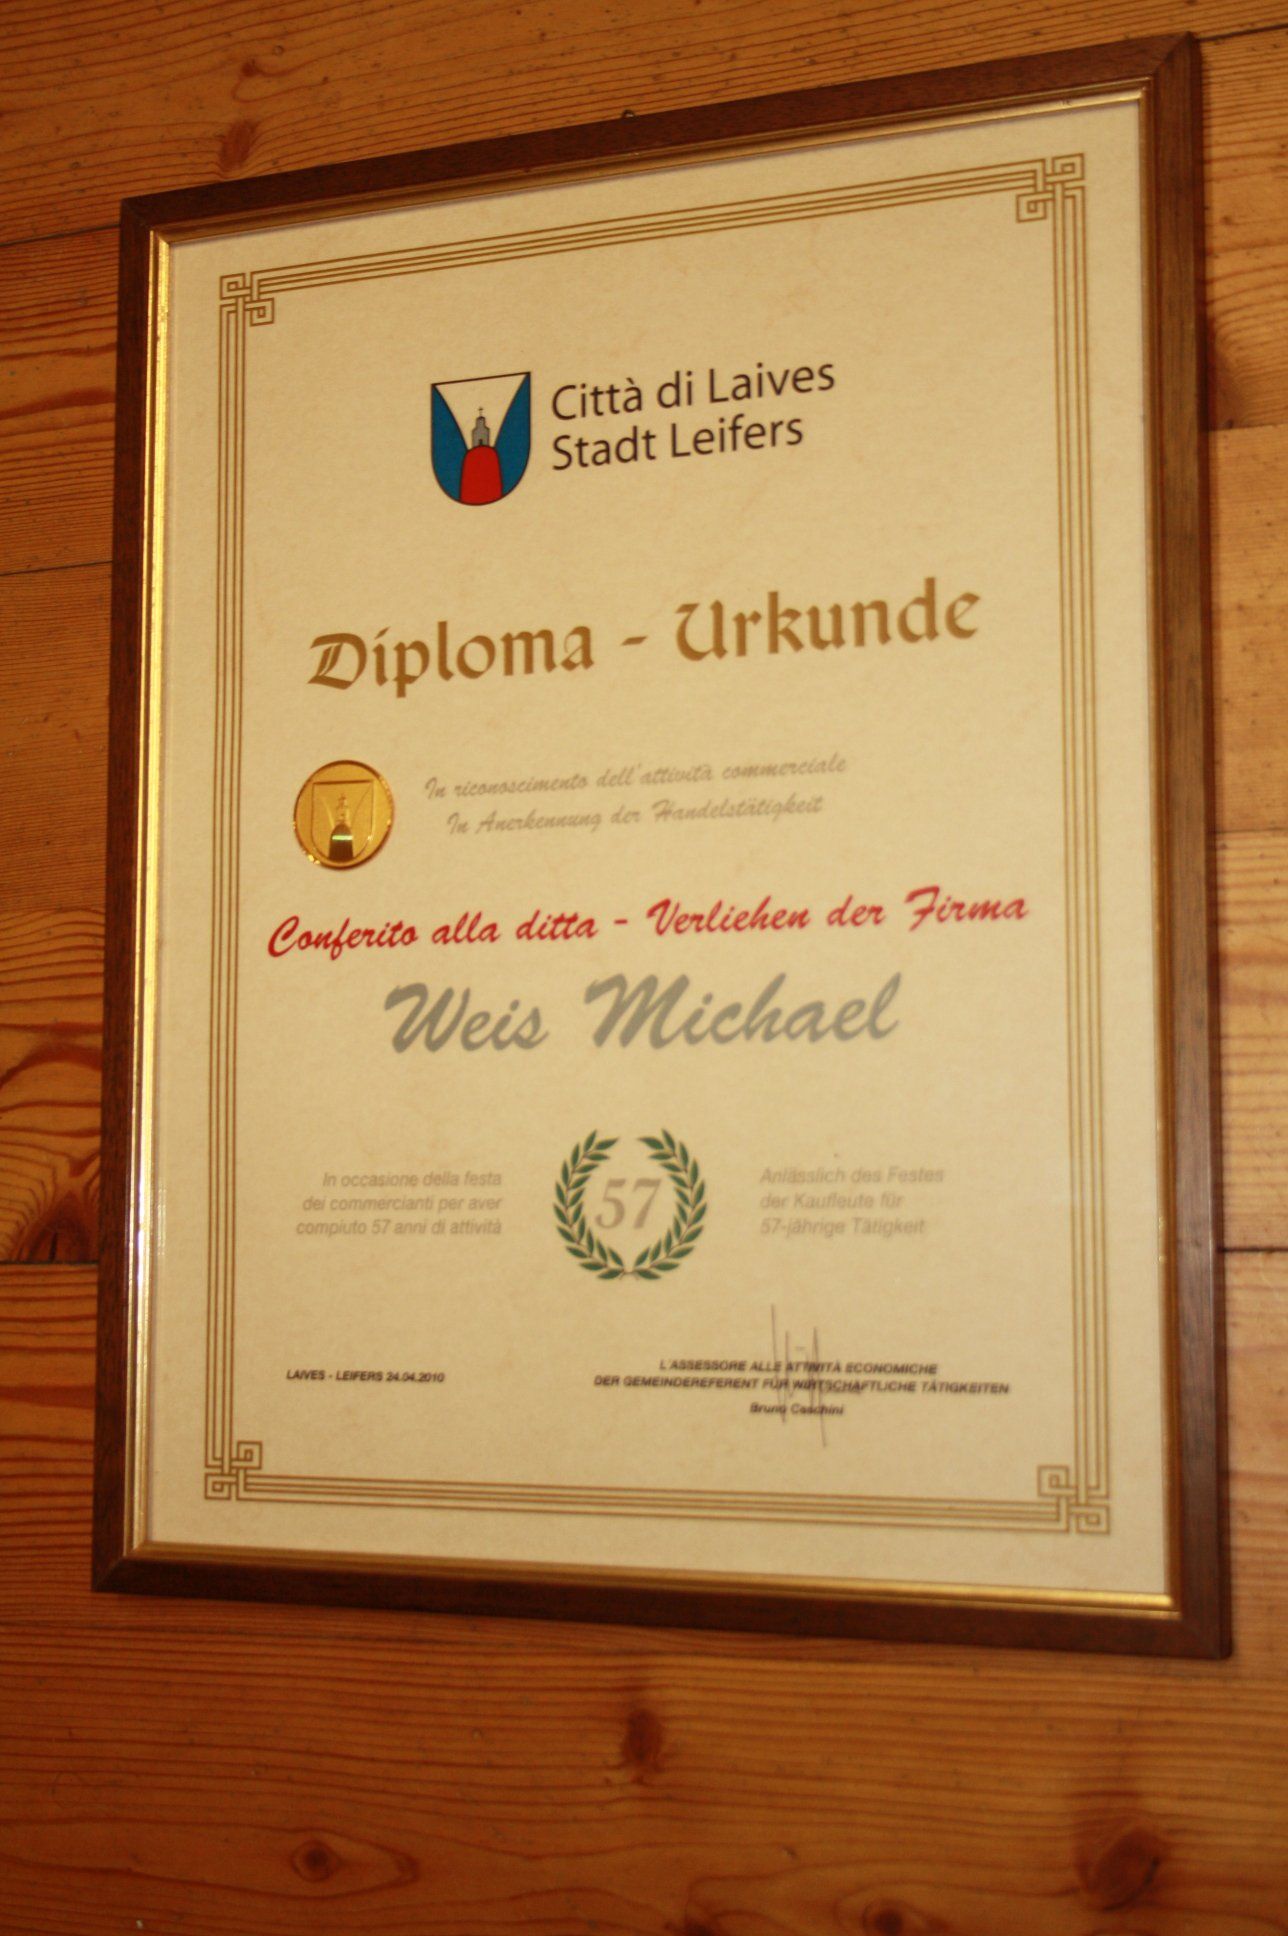 Città di Laives
Stadt Leifers
Diploma - Urkunde
In riconoscimento dell'attività commerciale
In Anerkennung der Handelstätigkeit
Conferito alla ditta - Verliehen der Firma
Weis Michael
In occasione della festa
dei commercianti per aver
compiuto 57 anni di attività
57
Anlässlich des Festes
der Kaufleute für
57-jährige Tätigkeit
LAIVES - LEIFERS 24.04.2010
L'ASSESSORE ALLE ATTIVITÀ ECONOMICHE
DER GEMEINDEREFERENT FÜR WIRTSCHAFTLICHE TÄTIGKEITEN
Bruno Ceschini